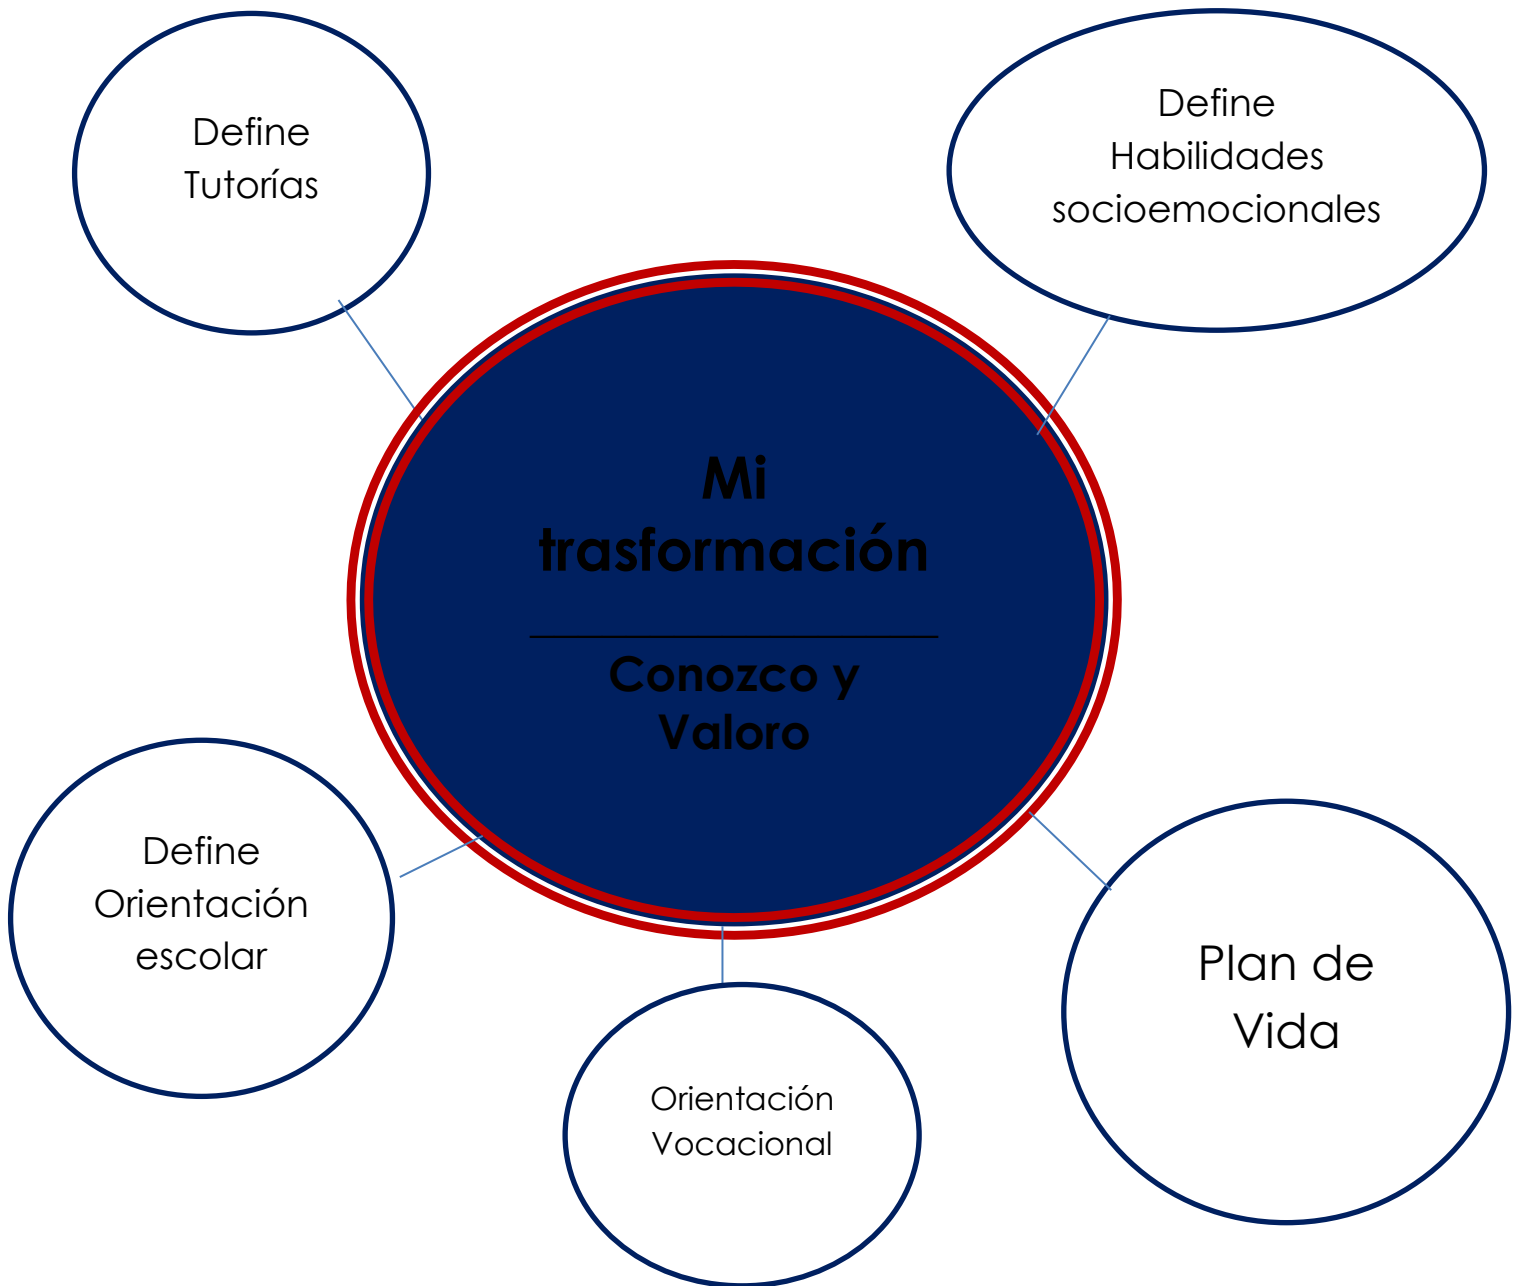 Define
Tutorías
Define
Habilidades
socioemocionales
Mi
trasformación
Conozco y
Valoro
Define
Orientación
escolar
Orientación
Vocacional
Plan de
Vida